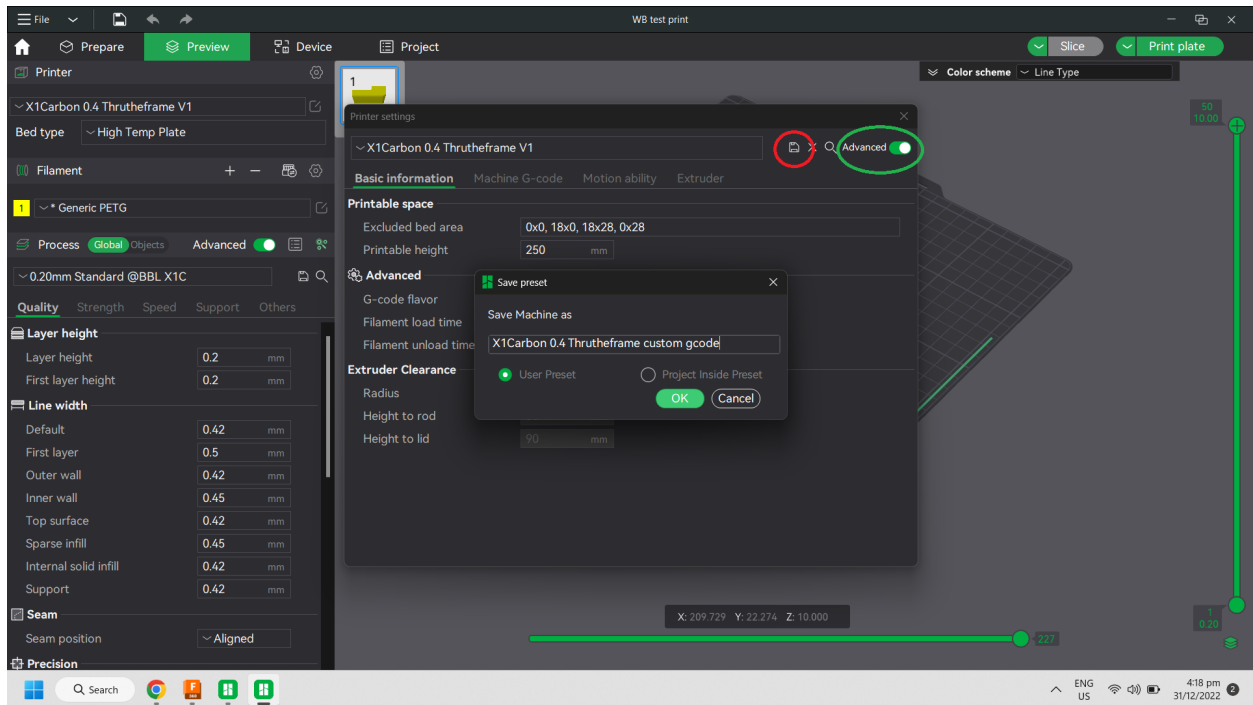 File
WB test print
Prepare
Preview
Device
Project
Slice
Print plate
Printer
X1Carbon 0.4 Thrutheframe V1
Bed type
High Temp Plate
Filament
1
* Generic PETG
Process
Global
Objects
Advanced
0.20mm Standard @BBL X1C
Quality
Strength
Speed
Support
Others
Layer height
Layer height 0.2 mm
First layer height 0.2 mm
Line width
Default 0.42 mm
First layer 0.5 mm
Outer wall 0.42 mm
Inner wall 0.45 mm
Top surface 0.42 mm
Sparse infill 0.45 mm
Internal solid infill 0.42 mm
Support 0.42 mm
Seam
Seam position Aligned
Precision
1
Color scheme Line Type
50
10.00
Printer settings
X1Carbon 0.4 Thrutheframe V1
Advanced
Basic information
Machine G-code
Motion ability
Extruder
Printable space
Excluded bed area 0x0, 18x0, 18x28, 0x28
Printable height 250 mm
Advanced
G-code flavor
Filament load time
Filament unload time
Extruder Clearance
Radius
Height to rod
Height to lid 90 mm
Save preset
Save Machine as
X1Carbon 0.4 Thrutheframe custom gcode
User Preset
Project Inside Preset
OK
Cancel
X: 209.729 Y: 22.274 Z: 10.000
1
0.20
227
Search
ENG
US
4:18 pm
31/12/2022
2